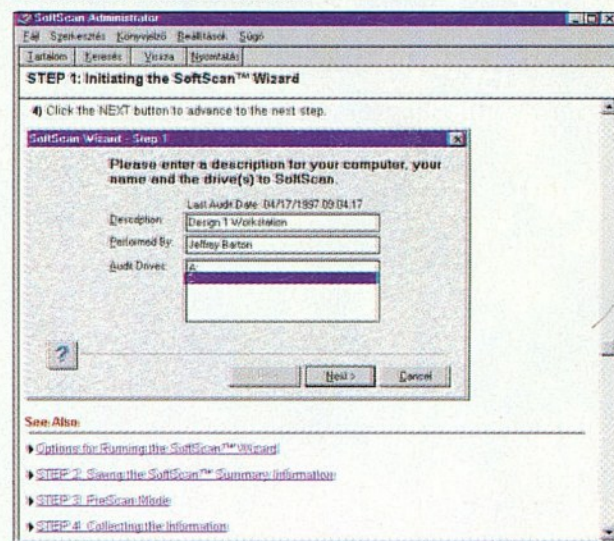 SoftScan Administrator
Fájl Szerkesztés Könyvjelző Beállítások Súgó
Tartalom Keresés Vissza Nyomtatás
STEP 1: Initiating the SoftScan™ Wizard
4) Click the NEXT button to advance to the next step.
SoftScan Wizard - Step 1
Please enter a description for your computer, your
name and the drive(s) to SoftScan.
Last Audit Date: 04/17/1997 09:04:17
Description: Design 1 Workstation
Performed By: Jeffrey Barton
Audit Drives: A:
?
Next > Cancel
See Also:
Options for Running the SoftScan™ Wizard
STEP 2: Saving the SoftScan™ Summary Information
STEP 3: PreScan Mode
STEP 4: Collecting the Information